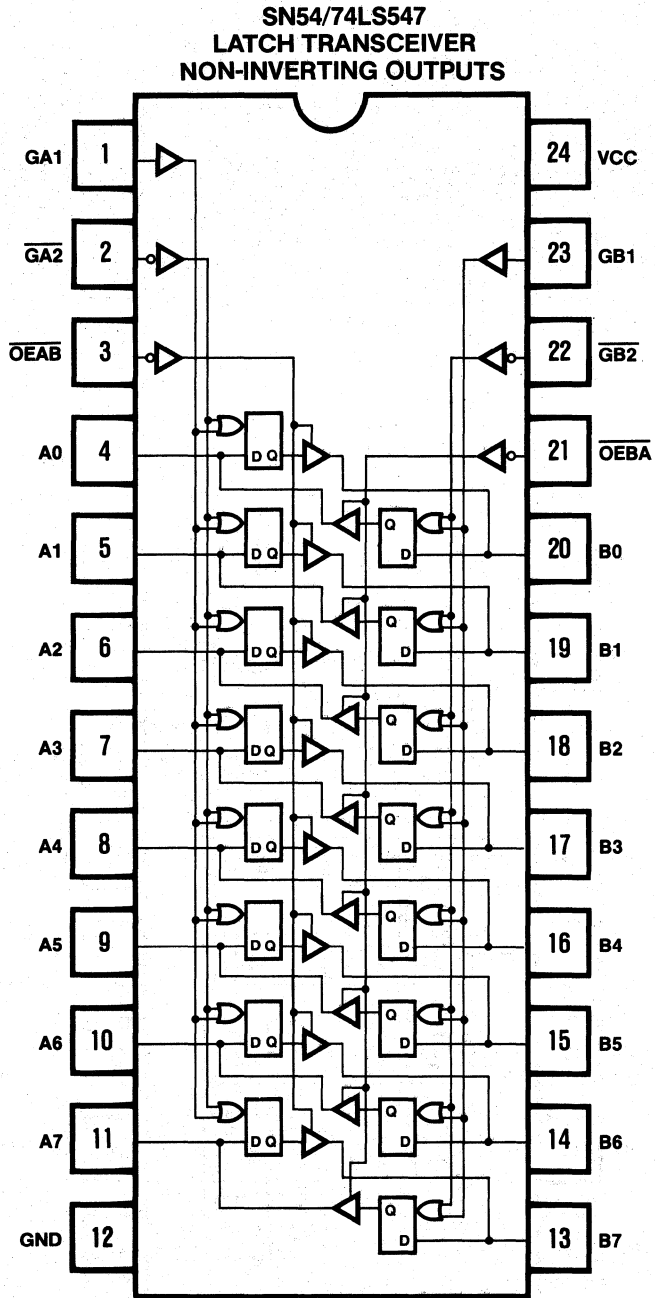 SN54/74LS547
LATCH TRANSCEIVER
NON-INVERTING OUTPUTS
GA1 1 24 VCC
GA2 2 23 GB1
OEAB 3 22 GB2
A0 4 D Q 21 OEBA
A1 5 D Q Q D 20 B0
A2 6 D Q Q D 19 B1
A3 7 D Q Q D 18 B2
A4 8 D Q Q D 17 B3
A5 9 D Q Q D 16 B4
A6 10 D Q Q D 15 B5
A7 11 D Q Q D 14 B6
GND 12 Q D 13 B7